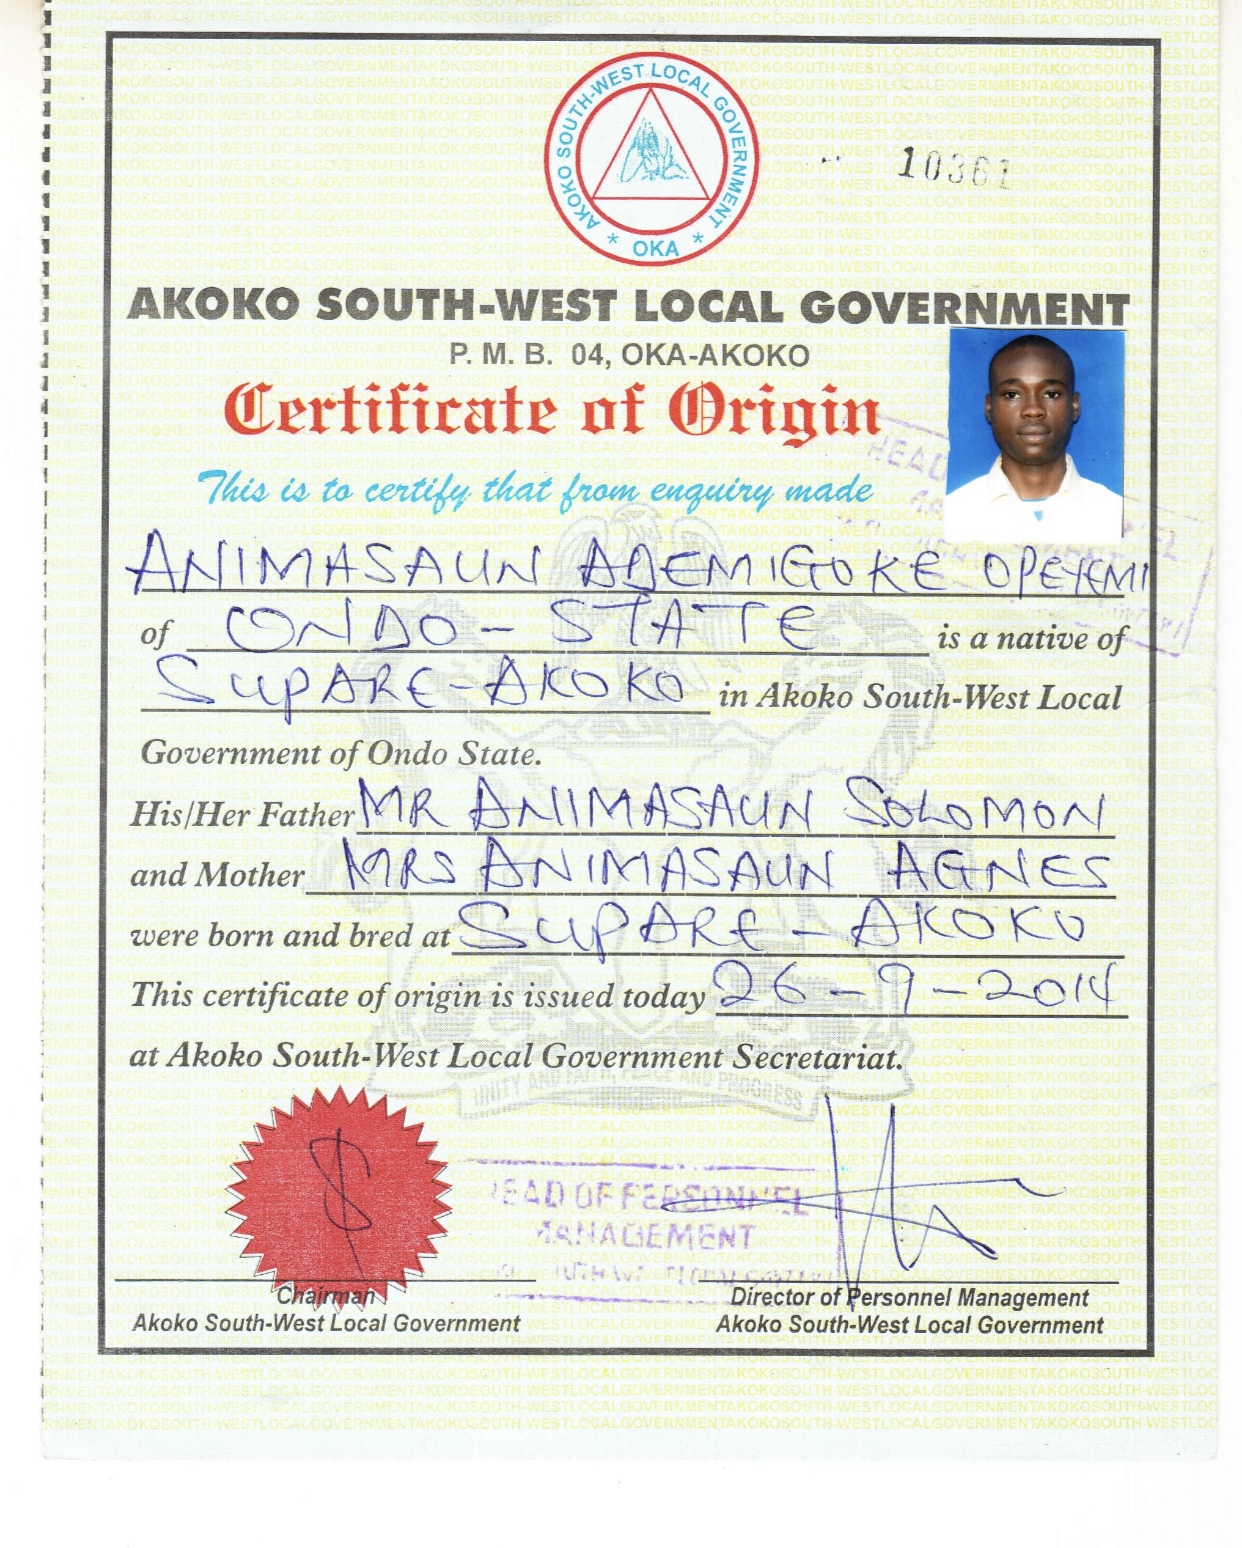 AKOKO SOUTH-WEST LOCAL GOVERNMENT
* OKA *
10361
AKOKO SOUTH-WEST LOCAL GOVERNMENT
P. M. B. 04, OKA-AKOKO
Certificate of Origin
This is to certify that from enquiry made
ANIMASAUN ADEMIGOKE OPEYEMI
of ONDO - STATE is a native of
SUPARE-AKOKO in Akoko South-West Local
Government of Ondo State.
His/Her Father MR ANIMASAUN SOLOMON
and Mother MRS ANIMASAUN AGNES
were born and bred at SUPARE - AKOKO
This certificate of origin is issued today 26-9-2014
at Akoko South-West Local Government Secretariat.
UNITY AND FAITH, PEACE AND PROGRESS
HEAD OF PERSONNEL
MANAGEMENT
Chairman
Akoko South-West Local Government
Director of Personnel Management
Akoko South-West Local Government